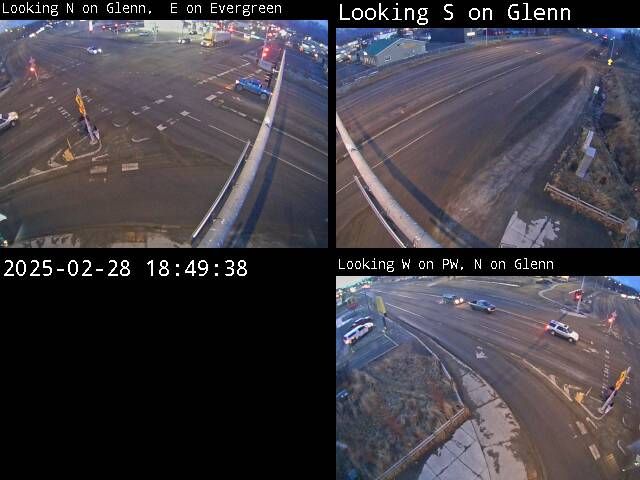 Looking N on Glenn, E on Evergreen
Looking S on Glenn
2025-02-28 18:49:38
Looking W on PW, N on Glenn